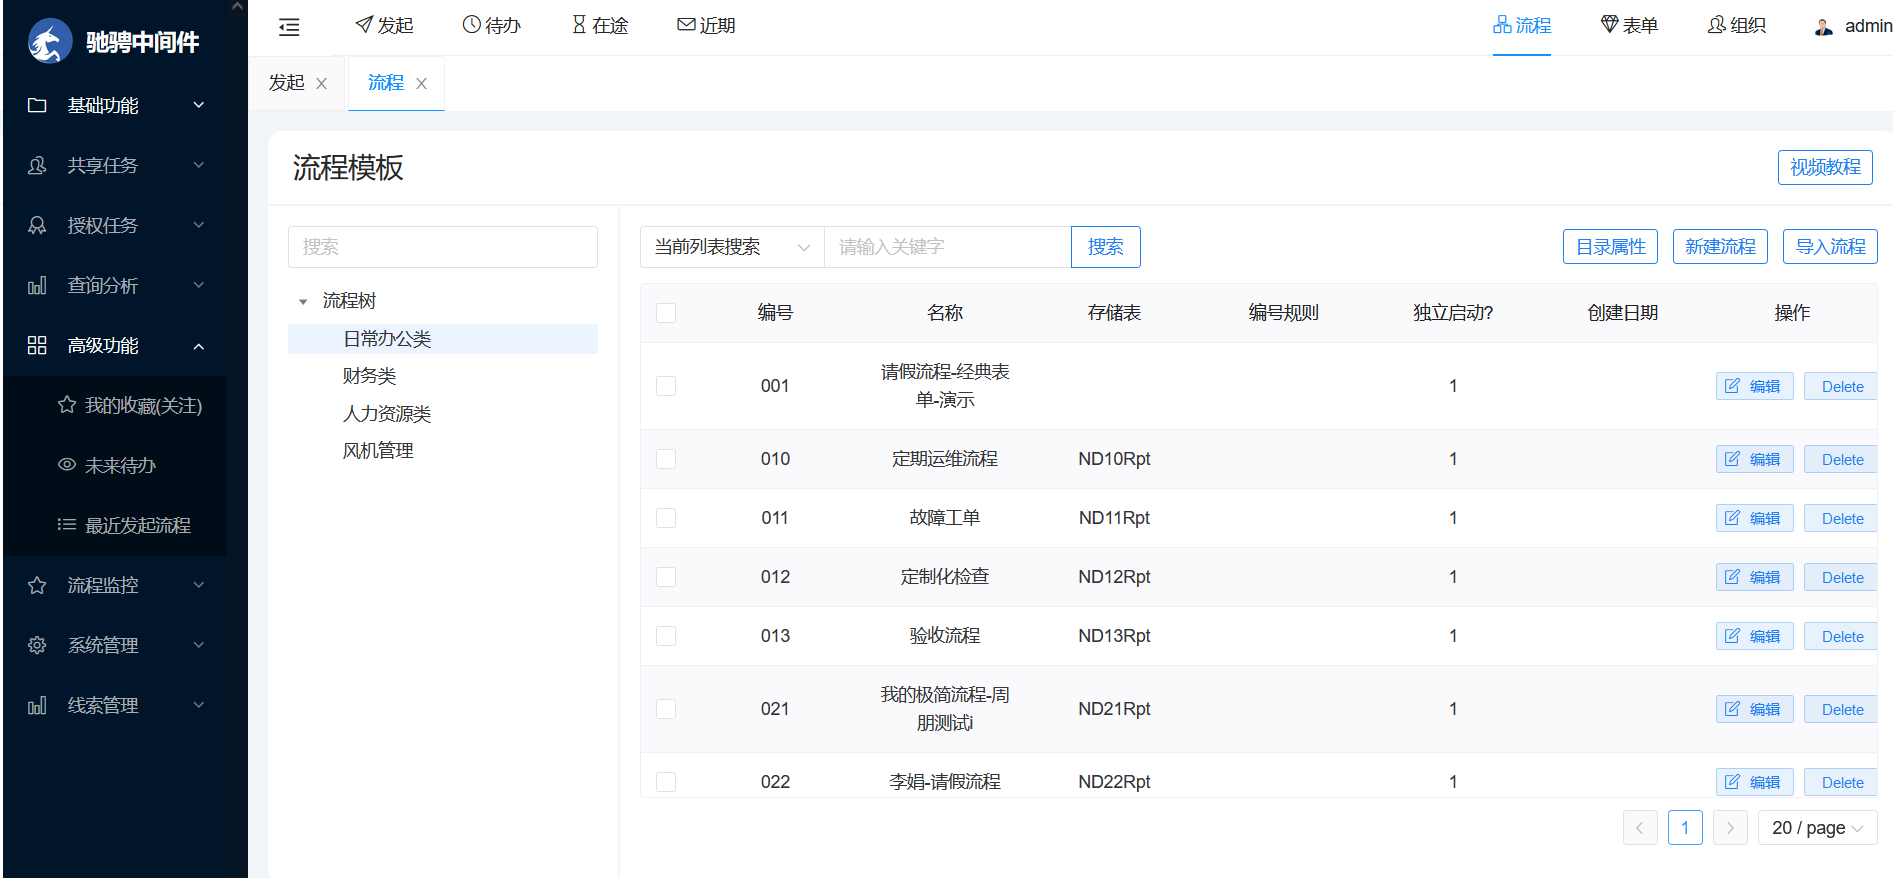 驰骋中间件
基础功能
共享任务
授权任务
查询分析
高级功能
我的收藏(关注)
未来待办
最近发起流程
流程监控
系统管理
线索管理
发起 待办 在途 近期 流程 表单 组织 admin
发起 X 流程 X
流程模板 视频教程
搜索
流程树
日常办公类
财务类
人力资源类
风机管理
当前列表搜索 请输入关键字 搜索 目录属性 新建流程 导入流程
编号 名称 存储表 编号规则 独立启动? 创建日期 操作
001 请假流程-经典表 1 编辑 Delete
单-演示
010 定期运维流程 ND10Rpt 1 编辑 Delete
011 故障工单 ND11Rpt 1 编辑 Delete
012 定制化检查 ND12Rpt 1 编辑 Delete
013 验收流程 ND13Rpt 1 编辑 Delete
021 我的极简流程-周 ND21Rpt 1 编辑 Delete
朋测试i
022 李娟-请假流程 ND22Rpt 1 编辑 Delete
1 20 / page